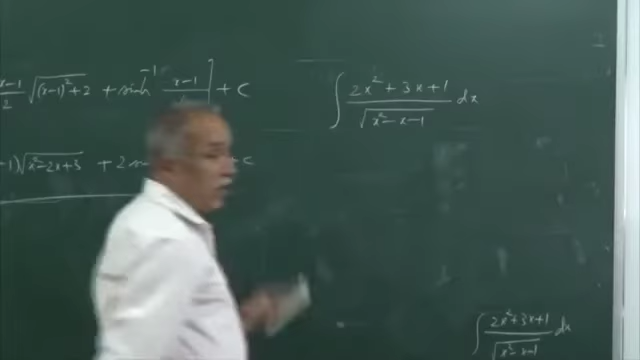 x-1/2 √((x-1)²+2) + sinh⁻¹ x-1 ] + C
-1)√(x²-2x+3) + 2 c
∫ (2x²+3x+1)/√(x²-x-1) dx
∫ (2x²+3x+1)/√(x²-x-1) dx